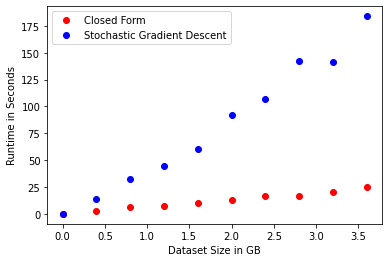 Closed Form
Stochastic Gradient Descent
Runtime in Seconds
175
150
125
100
75
50
25
0
0.0 0.5 1.0 1.5 2.0 2.5 3.0 3.5
Dataset Size in GB